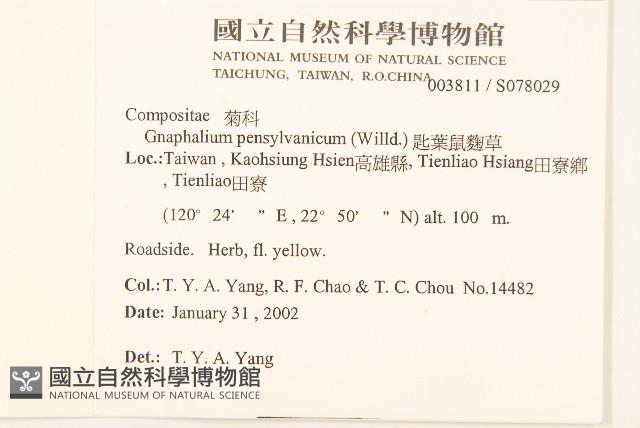 國立自然科學博物館
NATIONAL MUSEUM OF NATURAL SCIENCE
TAICHUNG, TAIWAN, R.O.CHINA
003811 / S078029
Compositae 菊科
Gnaphalium pensylvanicum (Willd.) 匙葉鼠麴草
Loc.:Taiwan , Kaohsiung Hsien高雄縣, Tienliao Hsiang田寮鄉
, Tienliao田寮
(120° 24' " E , 22° 50' " N) alt. 100 m.
Roadside. Herb, fl. yellow.
Col.: T. Y. A. Yang, R. F. Chao & T. C. Chou No.14482
Date: January 31 , 2002
Det.: T. Y. A. Yang
國立自然科學博物館
NATIONAL MUSEUM OF NATURAL SCIENCE